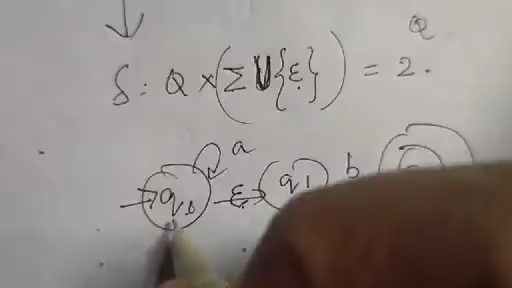 δ : Q × (Σ ∪ {ε}) = 2^Q.
a
q0 ε q1 b